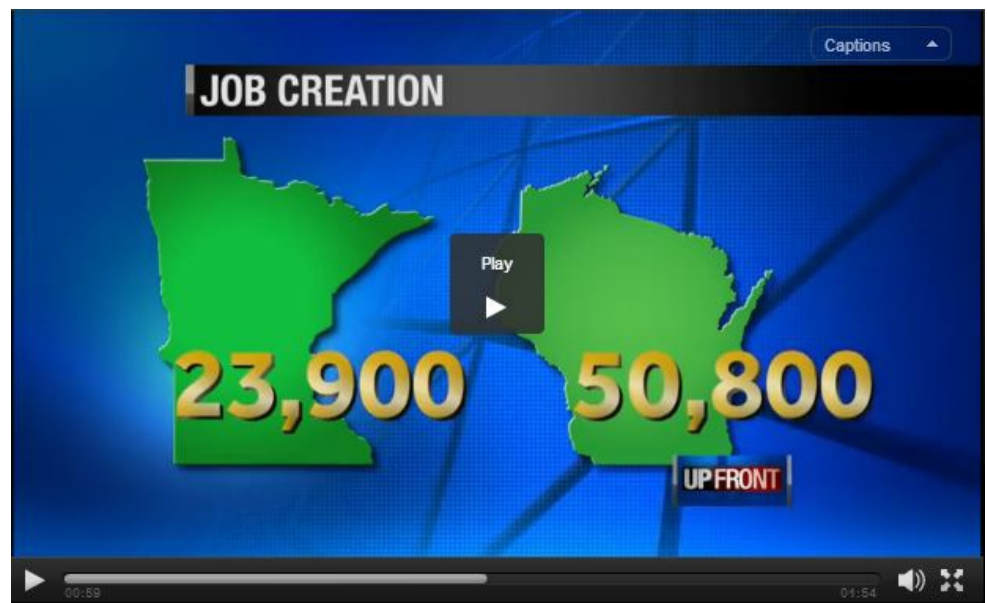 Captions
JOB CREATION
Play
23,900
50,800
UPFRONT
00:59
01:54